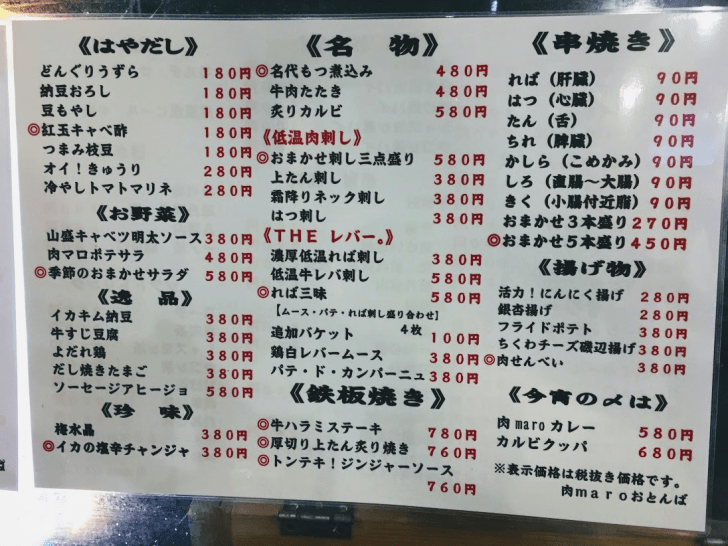 《はやだし》
どんぐりうずら 180円
納豆おろし 180円
豆もやし 180円
◎紅玉キャベ酢 180円
つまみ枝豆 180円
オイ！きゅうり 280円
冷やしトマトマリネ 280円
《お野菜》
山盛キャベツ明太ソース 380円
肉マロポテサラ 480円
◎季節のおまかせサラダ 580円
《逸 品》
イカキム納豆 380円
牛すじ豆腐 380円
よだれ鶏 380円
だし焼きたまご 380円
ソーセージアヒージョ 580円
《珍 味》
梅水晶 380円
◎イカの塩辛チャンジャ 380円
《名 物》
◎名代もつ煮込み 480円
牛肉たたき 480円
炙りカルビ 580円
《低温肉刺し》
◎おまかせ刺し三点盛り 580円
上たん刺し 380円
霜降りネック刺し 380円
はつ刺し 380円
《THE レバー。》
濃厚低温れば刺し 380円
低温牛レバ刺し 580円
◎れば三昧 580円
【ムース・パテ・れば刺し盛り合わせ】
追加バケット 4枚 100円
鶏白レバームース 380円
パテ・ド・カンパーニュ 380円
《鉄板焼き》
◎牛ハラミステーキ 780円
◎厚切り上たん炙り焼き 760円
◎トンテキ！ジンジャーソース
760円
《串焼き》
れば（肝臓） 90円
はつ（心臓） 90円
たん（舌） 90円
ちれ（脾臓） 90円
かしら（こめかみ） 90円
しろ（直腸〜大腸） 90円
きく（小腸付近脂） 90円
おまかせ3本盛り 270円
◎おまかせ5本盛り 450円
《揚げ物》
活力！にんにく揚げ 280円
銀杏揚げ 280円
フライドポテト 380円
ちくわチーズ磯辺揚げ 380円
◎肉せんべい 380円
《今宵の〆は》
肉maroカレー 580円
カルビクッパ 680円
※表示価格は税抜き価格です。
肉maroおとんば